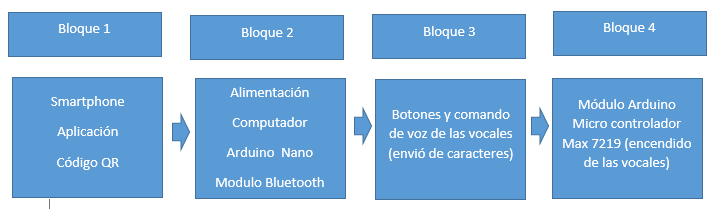 Bloque 1
Bloque 2
Bloque 3
Bloque 4
Smartphone
Aplicación
Código QR
Alimentación
Computador
Arduino Nano
Modulo Bluetooth
Botones y comando
de voz de las vocales
(envió de caracteres)
Módulo Arduino
Micro controlador
Max 7219 (encendido
de las vocales)